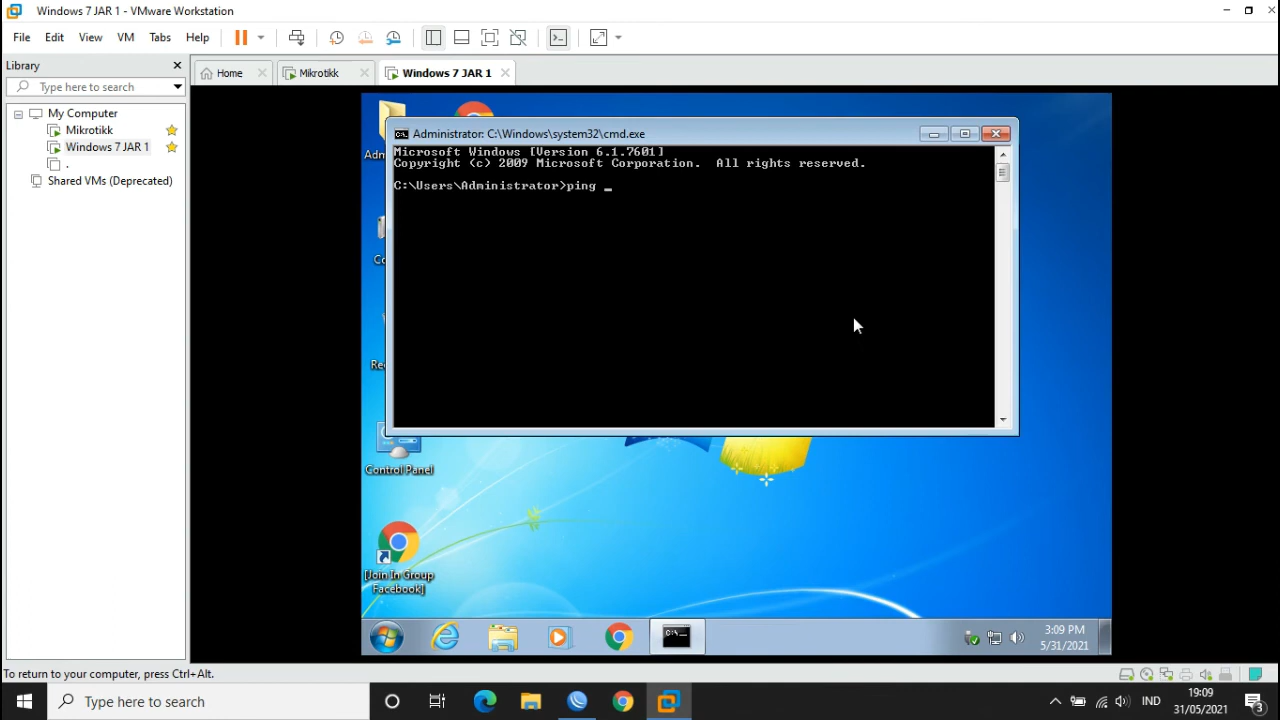 Windows 7 JAR 1 - VMware Workstation
File Edit View VM Tabs Help
Library
Type here to search
My Computer
Mikrotikk
Windows 7 JAR 1
.
Shared VMs (Deprecated)
Home
Mikrotikk
Windows 7 JAR 1
Administrator: C:\Windows\system32\cmd.exe
Microsoft Windows [Version 6.1.7601]
Copyright (c) 2009 Microsoft Corporation.  All rights reserved.
C:\Users\Administrator>ping _
Adm
Co
Re
Control Panel
[Join In Group
Facebook]
3:09 PM
5/31/2021
To return to your computer, press Ctrl+Alt.
Type here to search
IND
19:09
31/05/2021
3